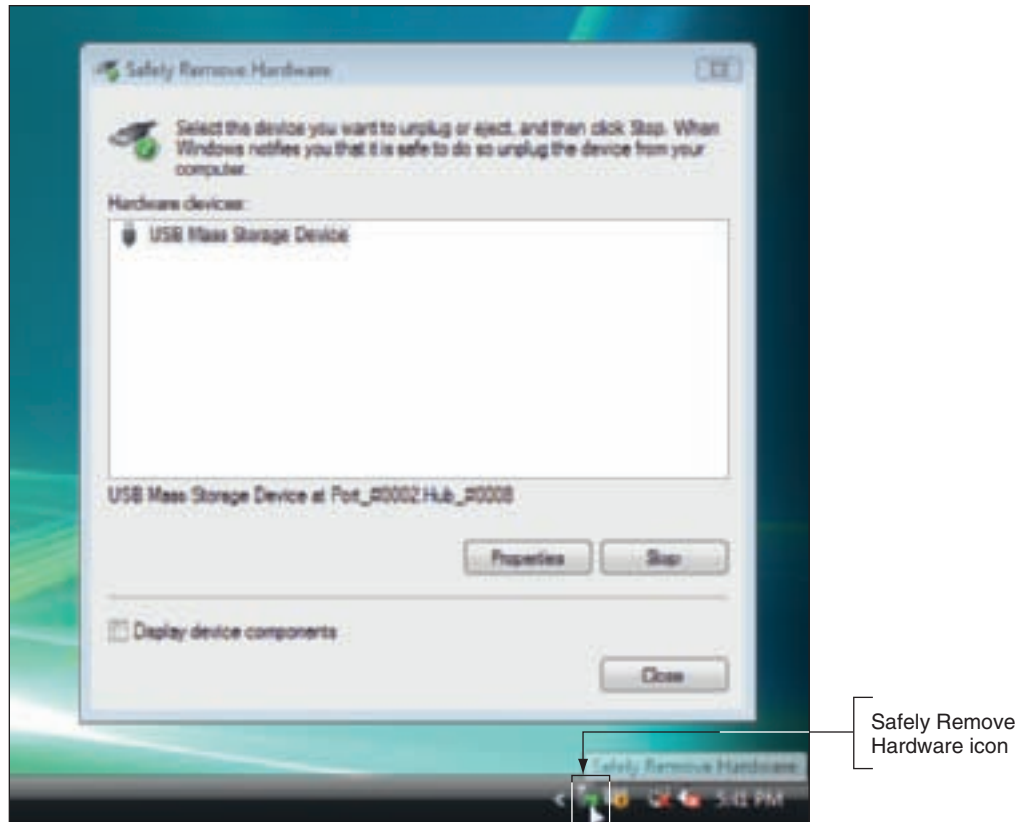 Safely Remove Hardware
Select the device you want to unplug or eject, and then click Stop. When
Windows notifies you that it is safe to do so unplug the device from your
computer.
Hardware devices:
USB Mass Storage Device
USB Mass Storage Device at Port_#0002.Hub_#0008
Properties
Stop
Display device components
Close
Safely Remove
Hardware icon
Safely Remove Hardware
5:41 PM